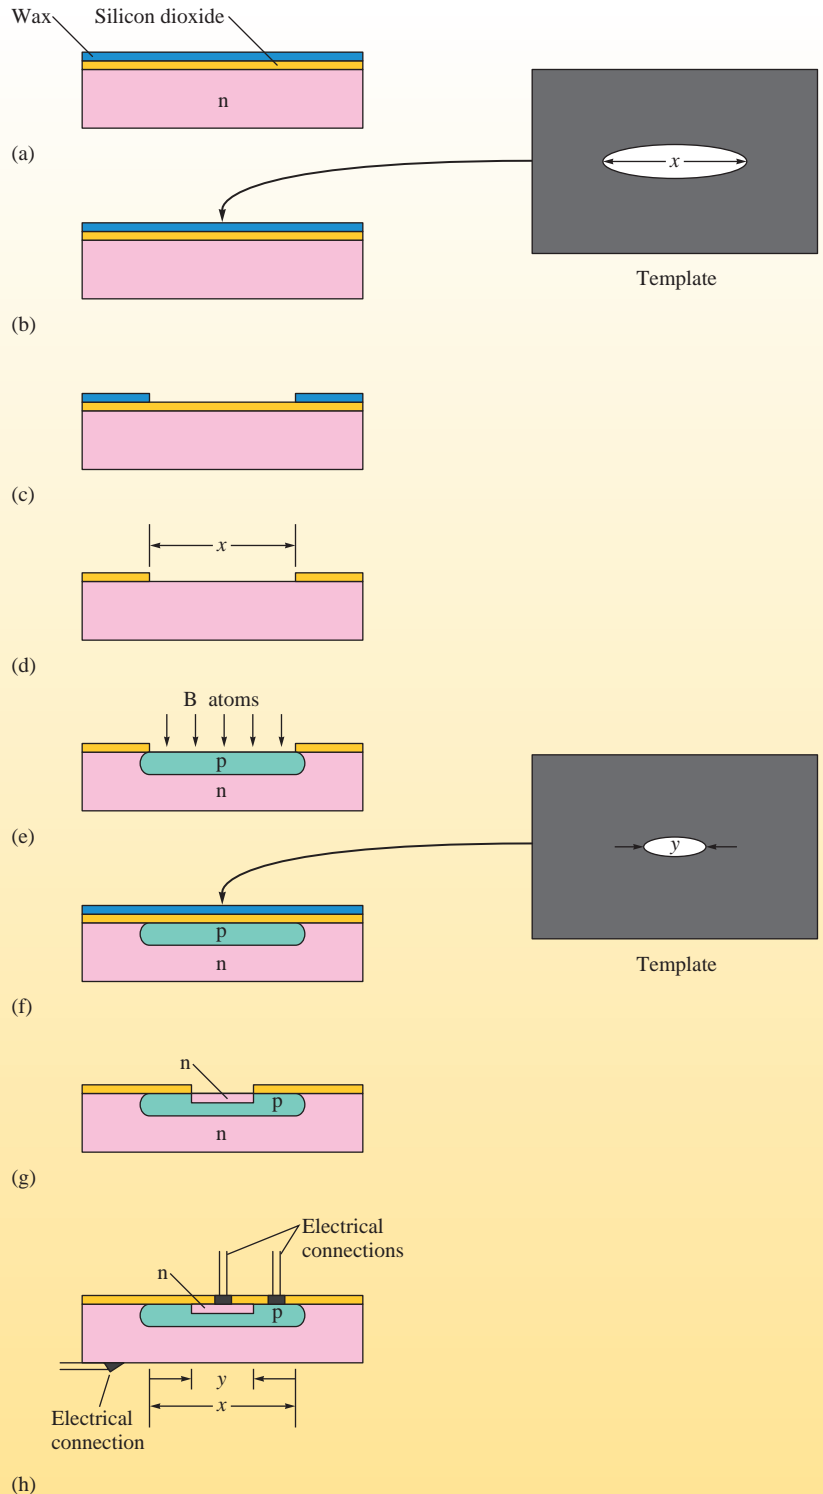 Wax
Silicon dioxide
n
(a)
x
Template
(b)
(c)
x
(d)
B atoms
p
n
(e)
y
p
n
Template
(f)
n
p
n
(g)
Electrical
connections
n
p
y
x
Electrical
connection
(h)